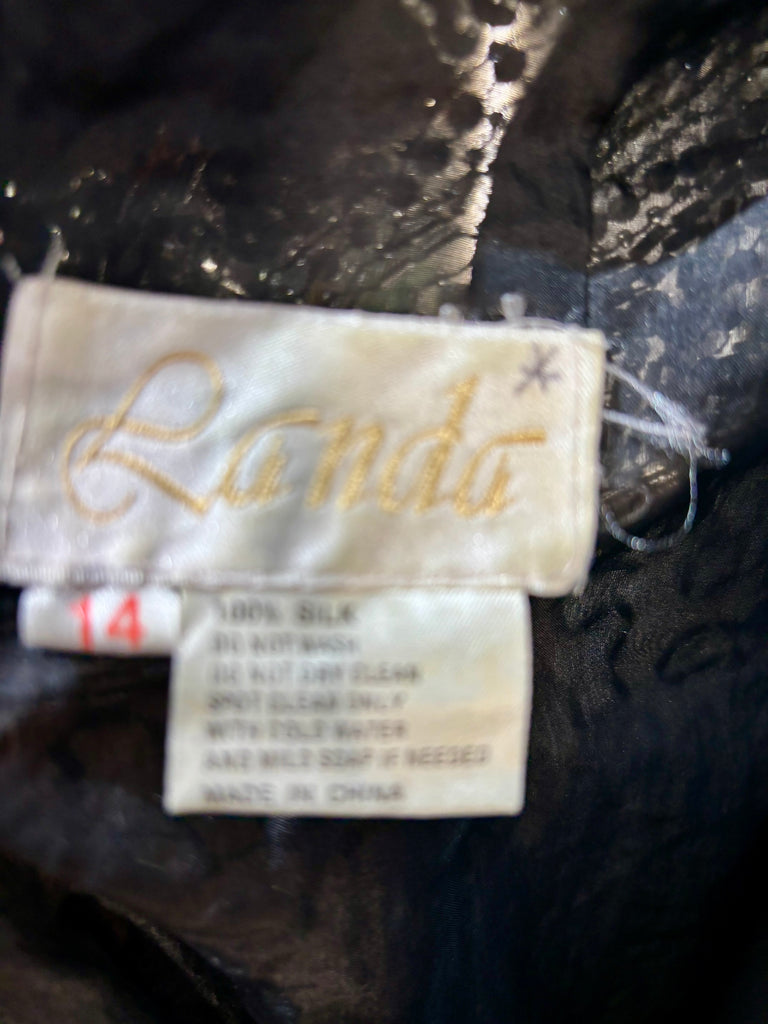 Landa
14
100% SILK
DO NOT WASH
DO NOT DRY CLEAN
SPOT CLEAN ONLY
WITH COLD WATER
AND MILD SOAP IF NEEDED
MADE IN CHINA